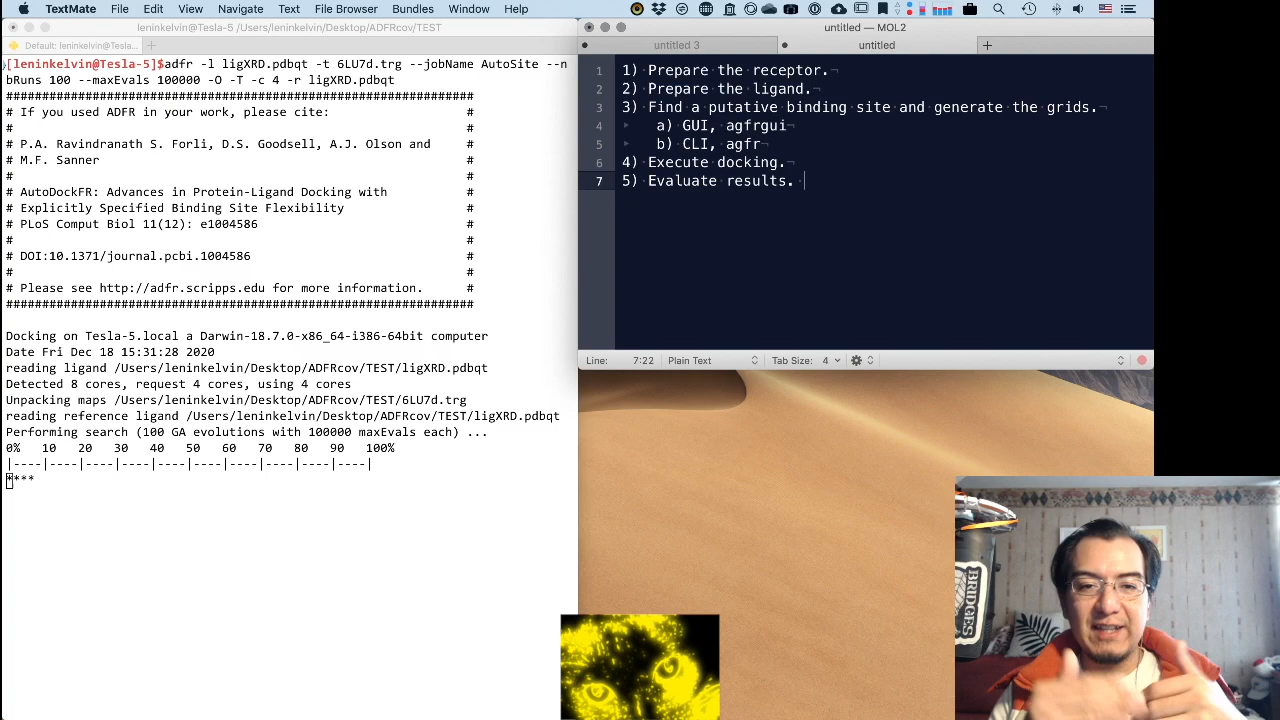 TextMate File Edit View Navigate Text File Browser Bundles Window Help
leninkelvin@Tesla-5 /Users/leninkelvin/Desktop/ADFRcov/TEST
Default: leninkelvin@Tesla...
[leninkelvin@Tesla-5]$adfr -l ligXRD.pdbqt -t 6LU7d.trg --jobName AutoSite --n
bRuns 100 --maxEvals 100000 -O -T -c 4 -r ligXRD.pdbqt
#################################################################
# If you used ADFR in your work, please cite: #
# #
# P.A. Ravindranath S. Forli, D.S. Goodsell, A.J. Olson and #
# M.F. Sanner #
# #
# AutoDockFR: Advances in Protein-Ligand Docking with #
# Explicitly Specified Binding Site Flexibility #
# PLoS Comput Biol 11(12): e1004586 #
# #
# DOI:10.1371/journal.pcbi.1004586 #
# #
# Please see http://adfr.scripps.edu for more information. #
#################################################################
Docking on Tesla-5.local a Darwin-18.7.0-x86_64-i386-64bit computer
Date Fri Dec 18 15:31:28 2020
reading ligand /Users/leninkelvin/Desktop/ADFRcov/TEST/ligXRD.pdbqt
Detected 8 cores, request 4 cores, using 4 cores
Unpacking maps /Users/leninkelvin/Desktop/ADFRcov/TEST/6LU7d.trg
reading reference ligand /Users/leninkelvin/Desktop/ADFRcov/TEST/ligXRD.pdbqt
Performing search (100 GA evolutions with 100000 maxEvals each) ...
0% 10 20 30 40 50 60 70 80 90 100%
|----|----|----|----|----|----|----|----|----|----|
****
untitled — MOL2
untitled 3
untitled
1 1) Prepare the receptor.¬
2 2) Prepare the ligand.¬
3 3) Find a putative binding site and generate the grids.¬
4 a) GUI, agfrgui¬
5 b) CLI, agfr¬
6 4) Execute docking.¬
7 5) Evaluate results.
Line: 7:22 Plain Text Tab Size: 4
BRIDGIES